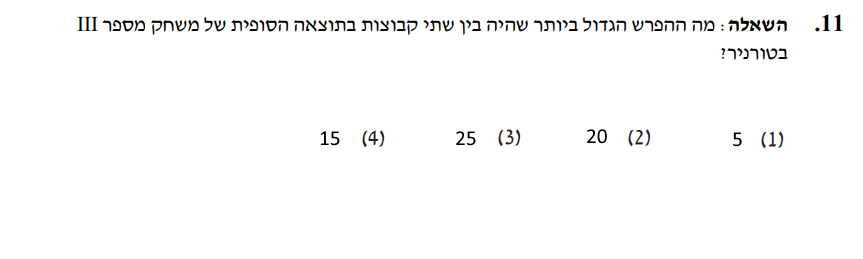 11. השאלה: מה ההפרש הגדול ביותר שהיה בין שתי קבוצות בתוצאה הסופית של משחק מספר III
בטורניר?
(1) 5 (2) 20 (3) 25 (4) 15